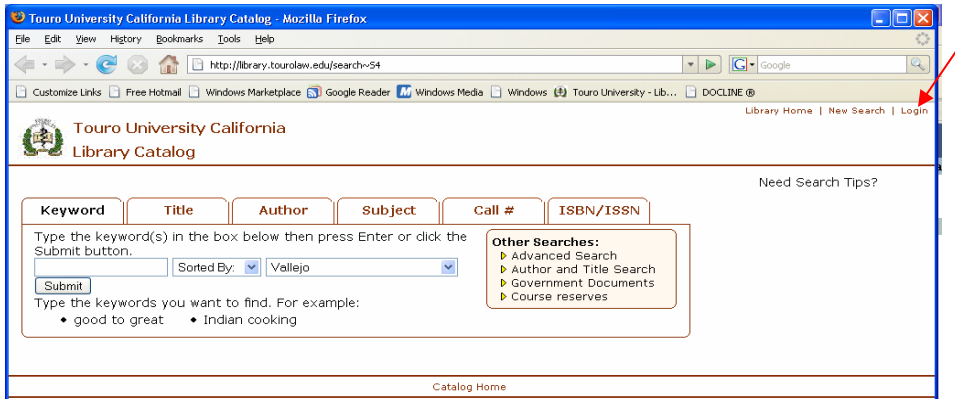 Touro University California Library Catalog - Mozilla Firefox
File Edit View History Bookmarks Tools Help
http://library.tourolaw.edu/search~S4
G Google
Customize Links Free Hotmail Windows Marketplace Google Reader Windows Media Windows Touro University - Lib... DOCLINE ®
Library Home | New Search | Login
Touro University California
Library Catalog
Need Search Tips?
Keyword Title Author Subject Call # ISBN/ISSN
Type the keyword(s) in the box below then press Enter or click the
Submit button.
Sorted By: Vallejo
Submit
Type the keywords you want to find. For example:
• good to great • Indian cooking
Other Searches:
Advanced Search
Author and Title Search
Government Documents
Course reserves
Catalog Home